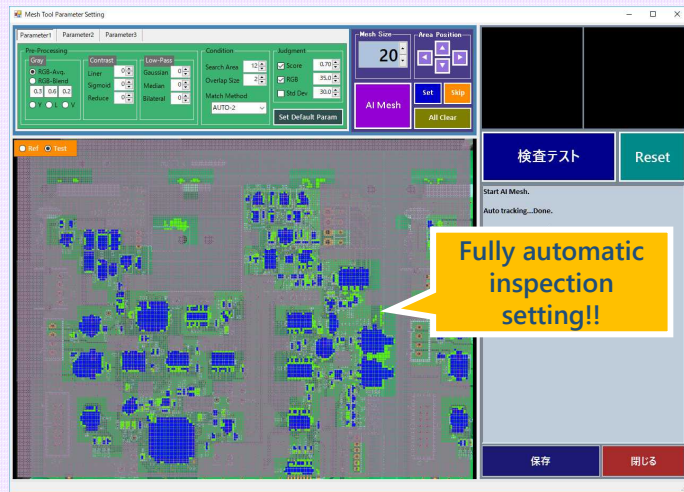 Mesh Tool Parameter Setting
Parameter1 Parameter2 Parameter3
Pre-Processing
Gray
RGB-Avg.
RGB-Blend
0.3 0.6 0.2
Y L V
Contrast
Liner 0
Sigmoid 0
Reduce 0
Low-Pass
Gaussian 0
Median 0
Bilateral 0
Condition
Search Area 12
Overlap Size 2
Match Method
AUTO-2
Judgment
Score 0.70
RGB 35.0
Std Dev 30.0
Set Default Param
Mesh Size
20
Area Position
AI Mesh
Set Skip
All Clear
Ref Test
検査テスト Reset
Start AI Mesh.
Auto tracking...Done.
Fully automatic
inspection
setting!!
保存 閉じる